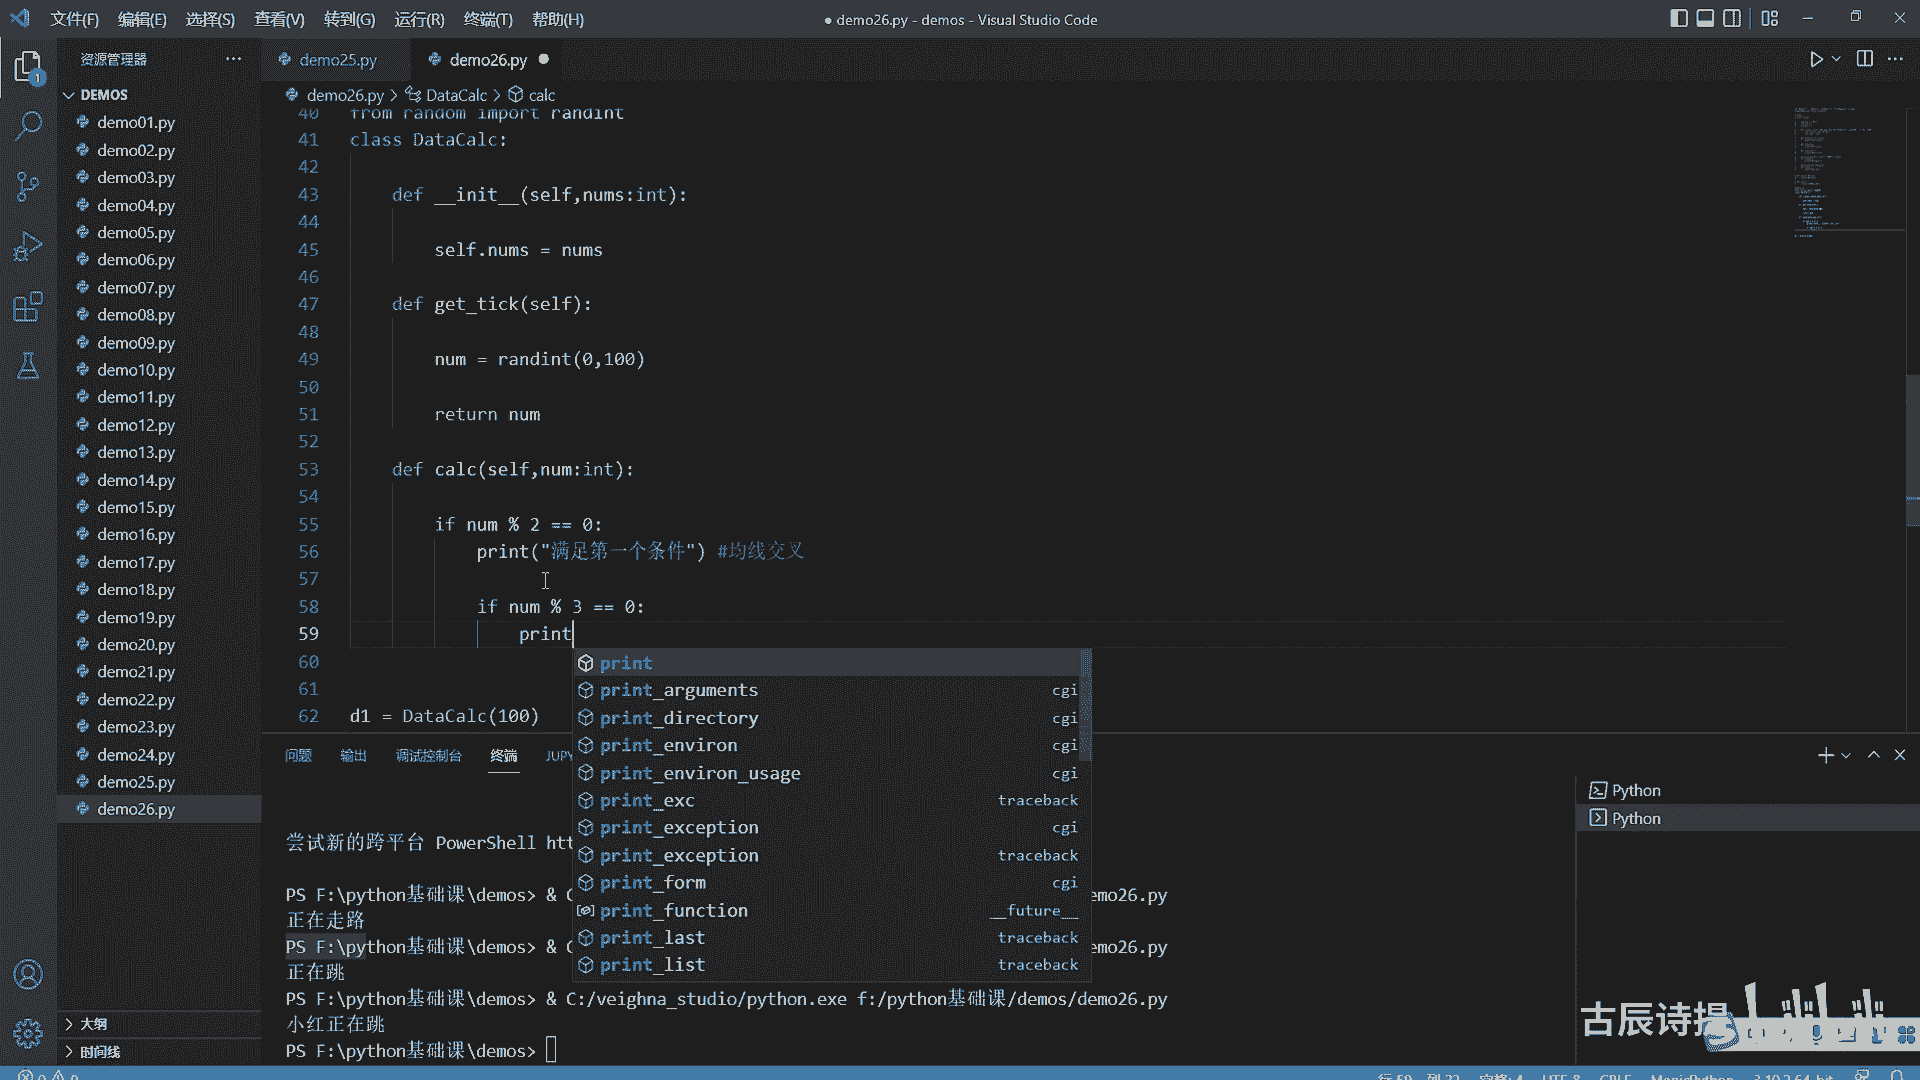 文件(F) 编辑(E) 选择(S) 查看(V) 转到(G) 运行(R) 终端(T) 帮助(H) ● demo26.py - demos - Visual Studio Code
资源管理器 ··· demo25.py demo26.py ●
DEMOS
demo26.py > DataCalc > calc
demo01.py
demo02.py
demo03.py
demo04.py
demo05.py
demo06.py
demo07.py
demo08.py
demo09.py
demo10.py
demo11.py
demo12.py
demo13.py
demo14.py
demo15.py
demo16.py
demo17.py
demo18.py
demo19.py
demo20.py
demo21.py
demo22.py
demo23.py
demo24.py
demo25.py
demo26.py
大纲
时间线
40 from random import randint
41 class DataCalc:
42
43 def __init__(self,nums:int):
44
45 self.nums = nums
46
47 def get_tick(self):
48
49 num = randint(0,100)
50
51 return num
52
53 def calc(self,num:int):
54
55 if num % 2 == 0:
56 print("满足第一个条件") #均线交叉
57
58 if num % 3 == 0:
59 print
60
61
62 d1 = DataCalc(100)
print
print_arguments cgi
print_directory cgi
print_environ cgi
print_environ_usage cgi
print_exc traceback
print_exception cgi
print_exception traceback
print_form cgi
print_function __future__
print_last traceback
print_list traceback
问题 输出 调试控制台 终端 JUPY
Python
Python
尝试新的跨平台 PowerShell htt
PS F:\python基础课\demos> & C emo26.py
正在走路
PS F:\python基础课\demos> & C emo26.py
正在跳
PS F:\python基础课\demos> & C:/veighna_studio/python.exe f:/python基础课/demos/demo26.py
小红正在跳
PS F:\python基础课\demos>
古辰诗提
行 59, 列 22 空格: 4 UTF-8 CRLF MagicPython 3.10.2 64-bit